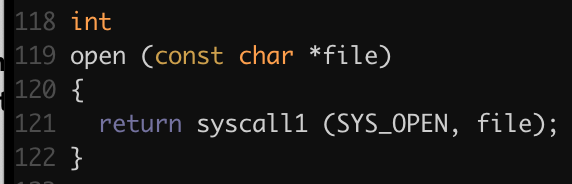 118 int
119 open (const char *file)
120 {
121   return syscall1 (SYS_OPEN, file);
122 }